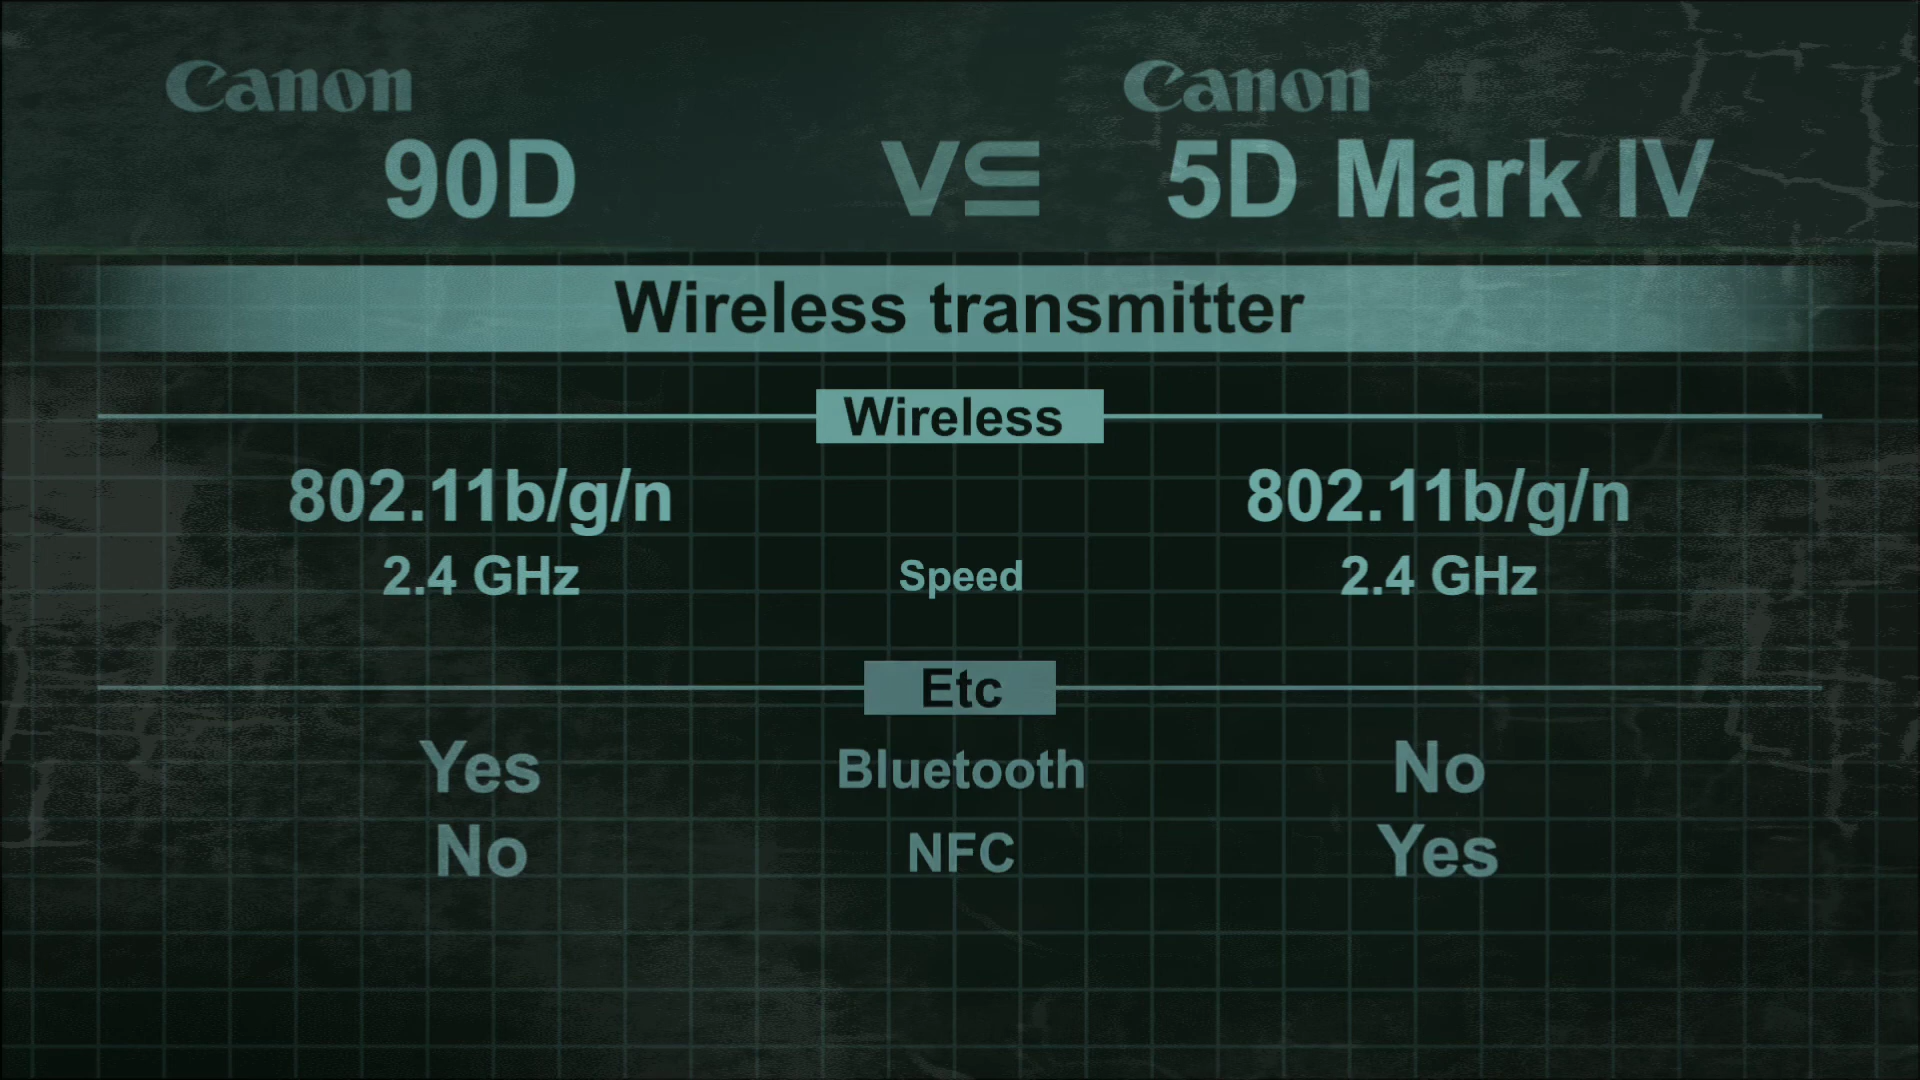 Canon Canon
90D VS 5D Mark IV
Wireless transmitter
Wireless
802.11b/g/n 802.11b/g/n
2.4 GHz Speed 2.4 GHz
Etc
Yes Bluetooth No
No NFC Yes